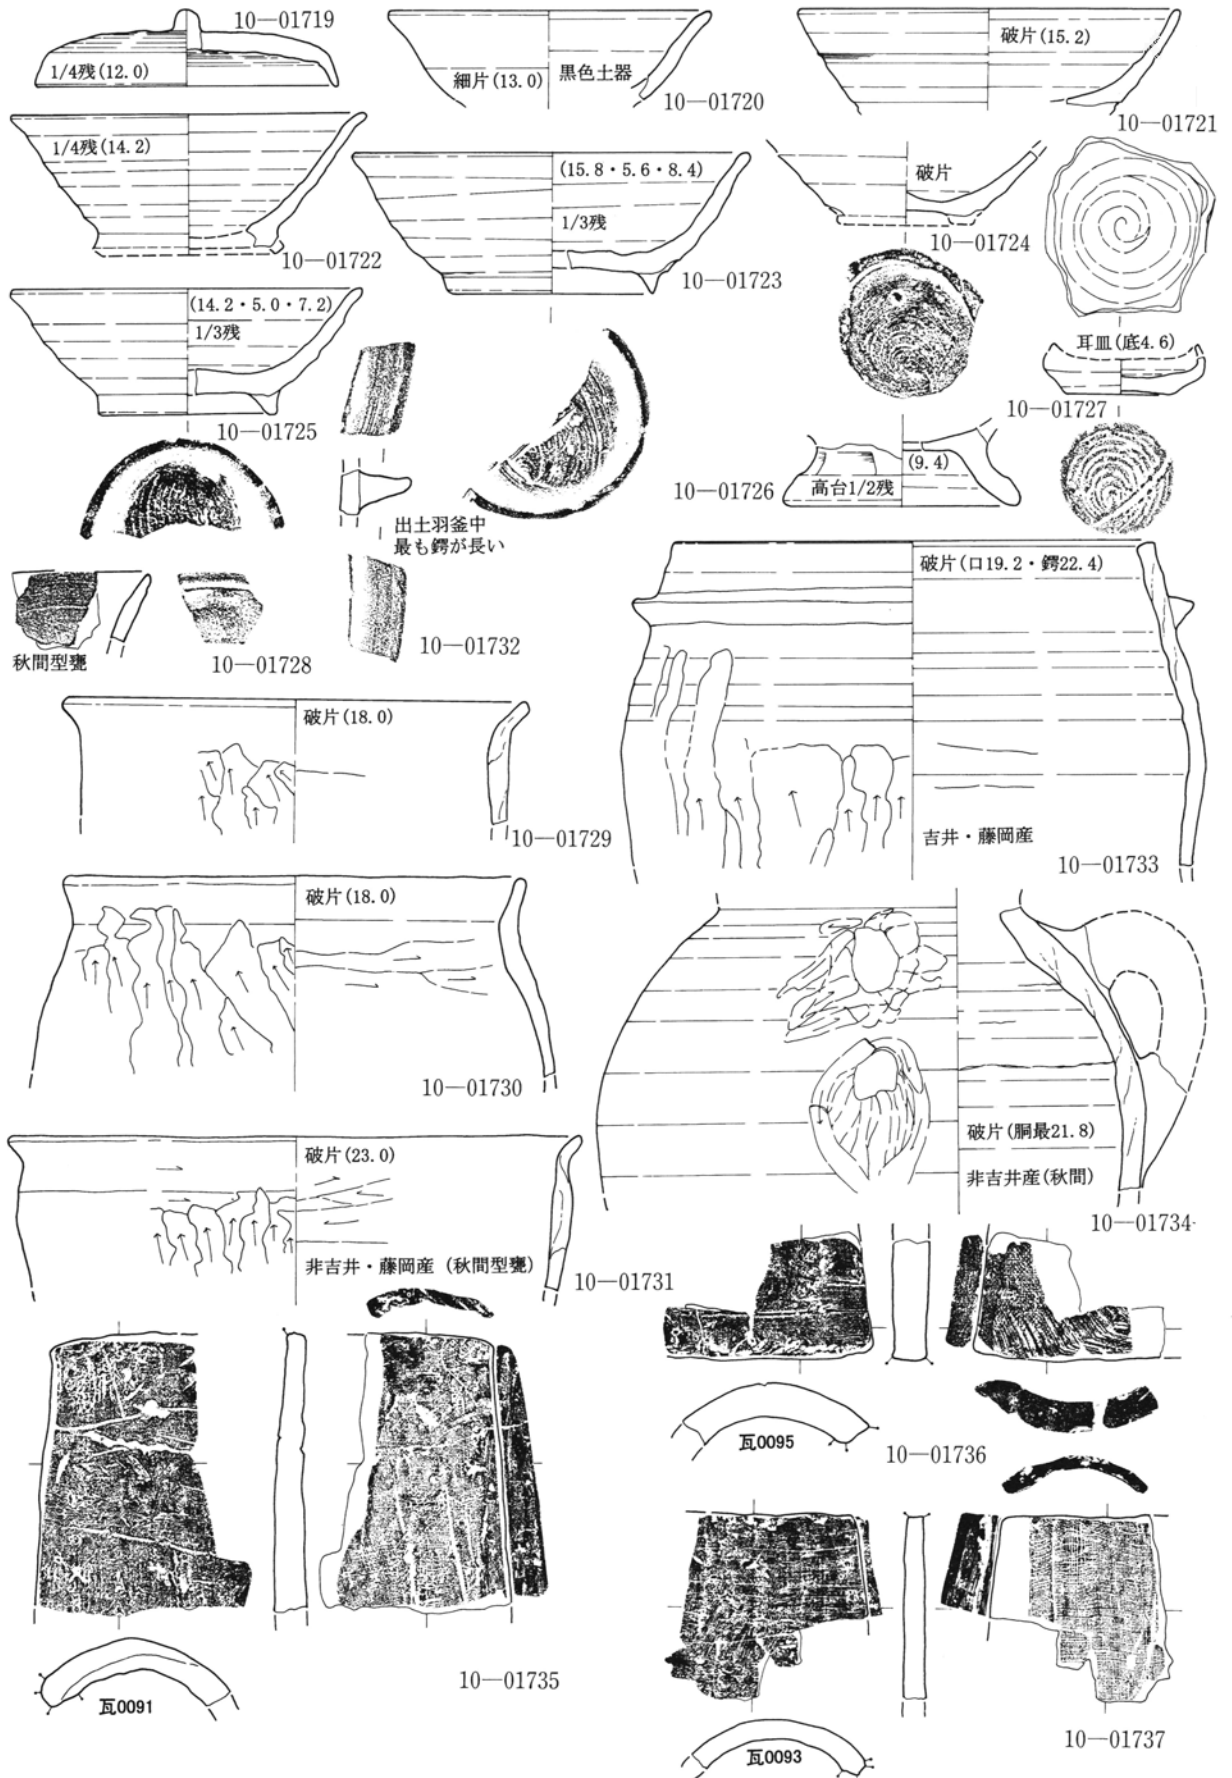 10—01719
1/4残(12.0)
細片(13.0)
黒色土器
10—01720
破片(15.2)
10—01721
1/4残(14.2)
10—01722
(15.8・5.6・8.4)
1/3残
10—01723
破片
10—01724
(14.2・5.0・7.2)
1/3残
10—01725
耳皿(底4.6)
10—01727
(9.4)
高台1/2残
10—01726
出土羽釜中
最も鍔が長い
10—01732
秋間型甕
10—01728
破片(口19.2・鍔22.4)
吉井・藤岡産
10—01733
破片(18.0)
10—01729
破片(18.0)
10—01730
破片(胴最21.8)
非吉井産(秋間)
10—01734
破片(23.0)
非吉井・藤岡産 (秋間型甕)
10—01731
瓦0095
10—01736
10—01735
瓦0091
10—01737
瓦0093